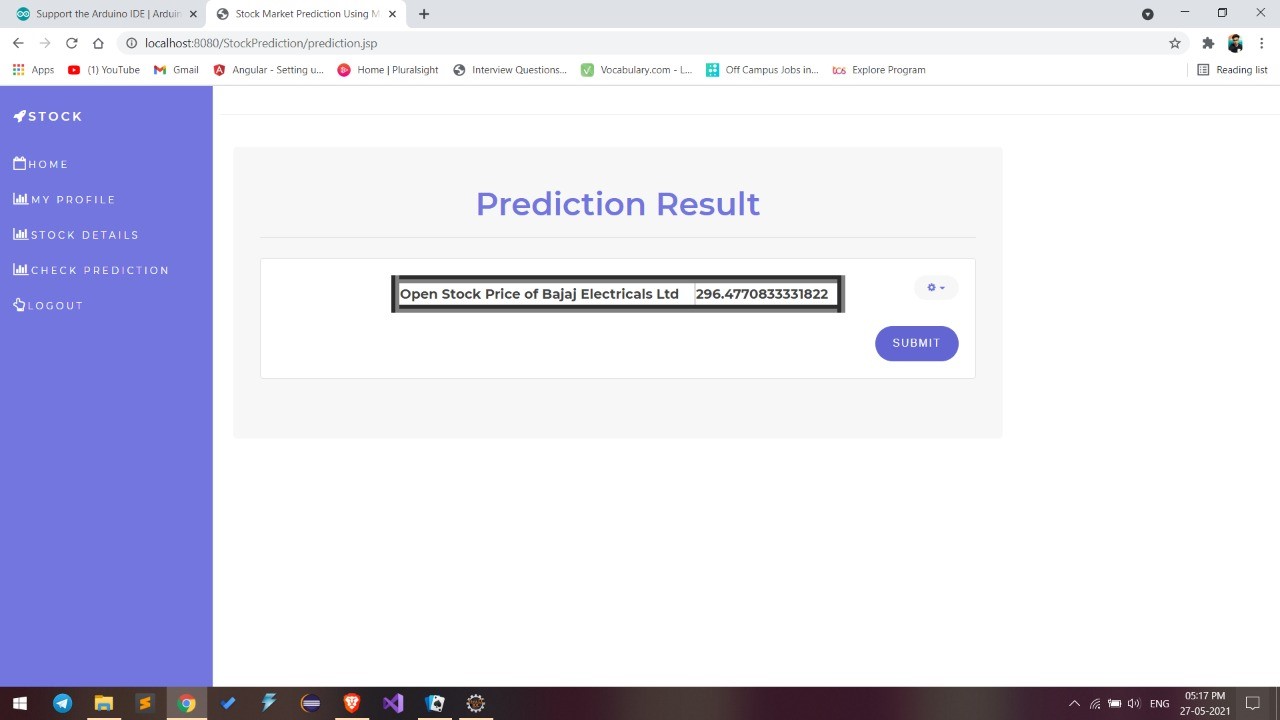 Support the Arduino IDE | Arduin
Stock Market Prediction Using M
localhost:8080/StockPrediction/prediction.jsp
Apps
(1) YouTube
Gmail
Angular - Setting u...
Home | Pluralsight
Interview Questions...
Vocabulary.com - L...
Off Campus Jobs in...
tcs Explore Program
Reading list
STOCK
HOME
MY PROFILE
STOCK DETAILS
CHECK PREDICTION
LOGOUT
Prediction Result
Open Stock Price of Bajaj Electricals Ltd 296.4770833331822
SUBMIT
ENG
05:17 PM
27-05-2021